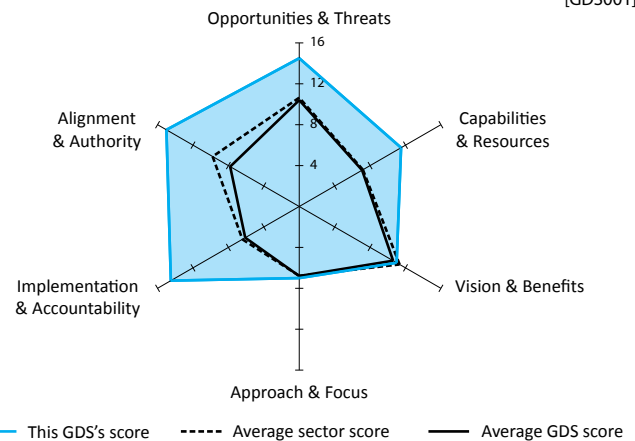 [GDS001]
Opportunities & Threats
16
12
8
4
Alignment
& Authority
Capabilities
& Resources
Implementation
& Accountability
Vision & Benefits
Approach & Focus
This GDS's score
Average sector score
Average GDS score